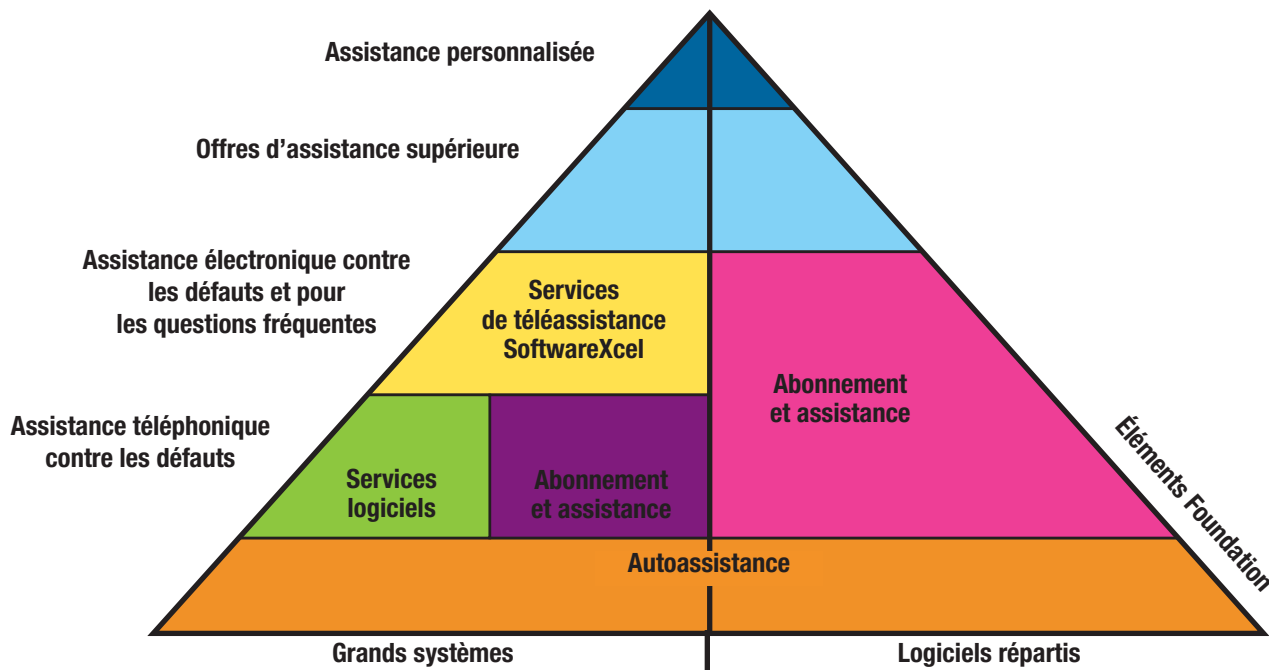 Assistance personnalisée
Offres d’assistance supérieure
Assistance électronique contre
les défauts et pour
les questions fréquentes
Services
de téléassistance
SoftwareXcel
Abonnement
et assistance
Assistance téléphonique
contre les défauts
Services
logiciels
Abonnement
et assistance
Éléments Foundation
Autoassistance
Grands systèmes
Logiciels répartis